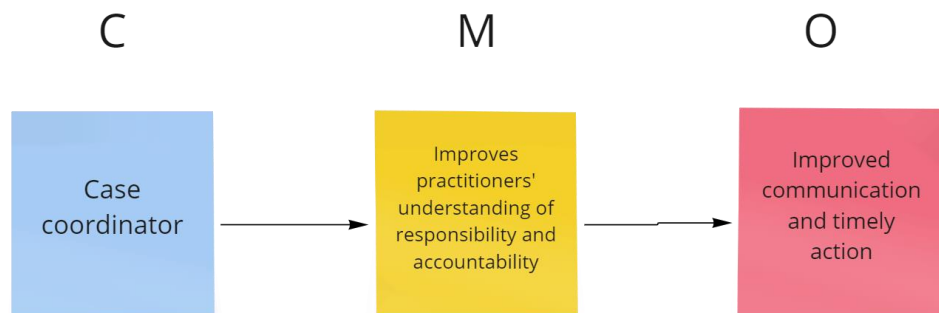 C
M
O
Case
coordinator
Improves
practitioners'
understanding of
responsibility and
accountability
Improved
communication
and timely
action